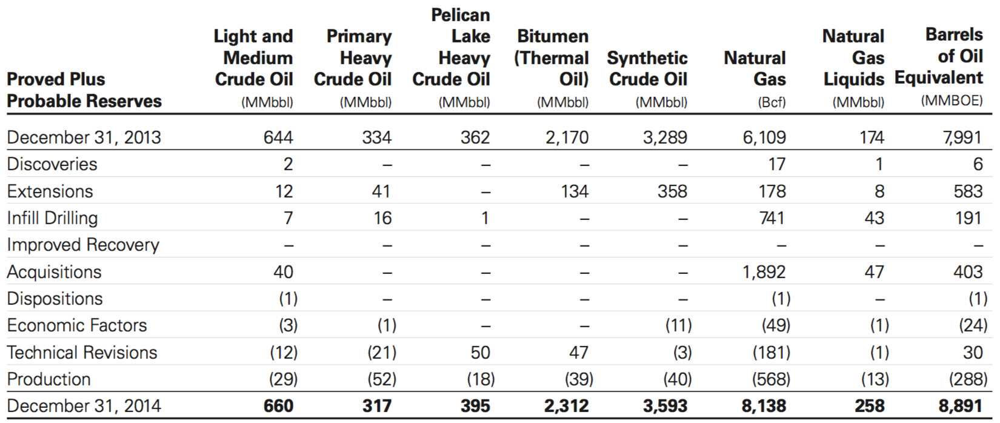 Proved Plus Probable Reserves | Light and Medium Crude Oil (MMbbl) | Primary Heavy Crude Oil (MMbbl) | Pelican Lake Heavy Crude Oil (MMbbl) | Bitumen (Thermal Oil) (MMbbl) | Synthetic Crude Oil (MMbbl) | Natural Gas (Bcf) | Natural Gas Liquids (MMbbl) | Barrels of Oil Equivalent (MMBOE)
December 31, 2013 644 334 362 2,170 3,289 6,109 174 7,991
Discoveries 2 – – – – 17 1 6
Extensions 12 41 – 134 358 178 8 583
Infill Drilling 7 16 1 – – 741 43 191
Improved Recovery – – – – – – – –
Acquisitions 40 – – – – 1,892 47 403
Dispositions (1) – – – – (1) – (1)
Economic Factors (3) (1) – – (11) (49) (1) (24)
Technical Revisions (12) (21) 50 47 (3) (181) (1) 30
Production (29) (52) (18) (39) (40) (568) (13) (288)
December 31, 2014 660 317 395 2,312 3,593 8,138 258 8,891